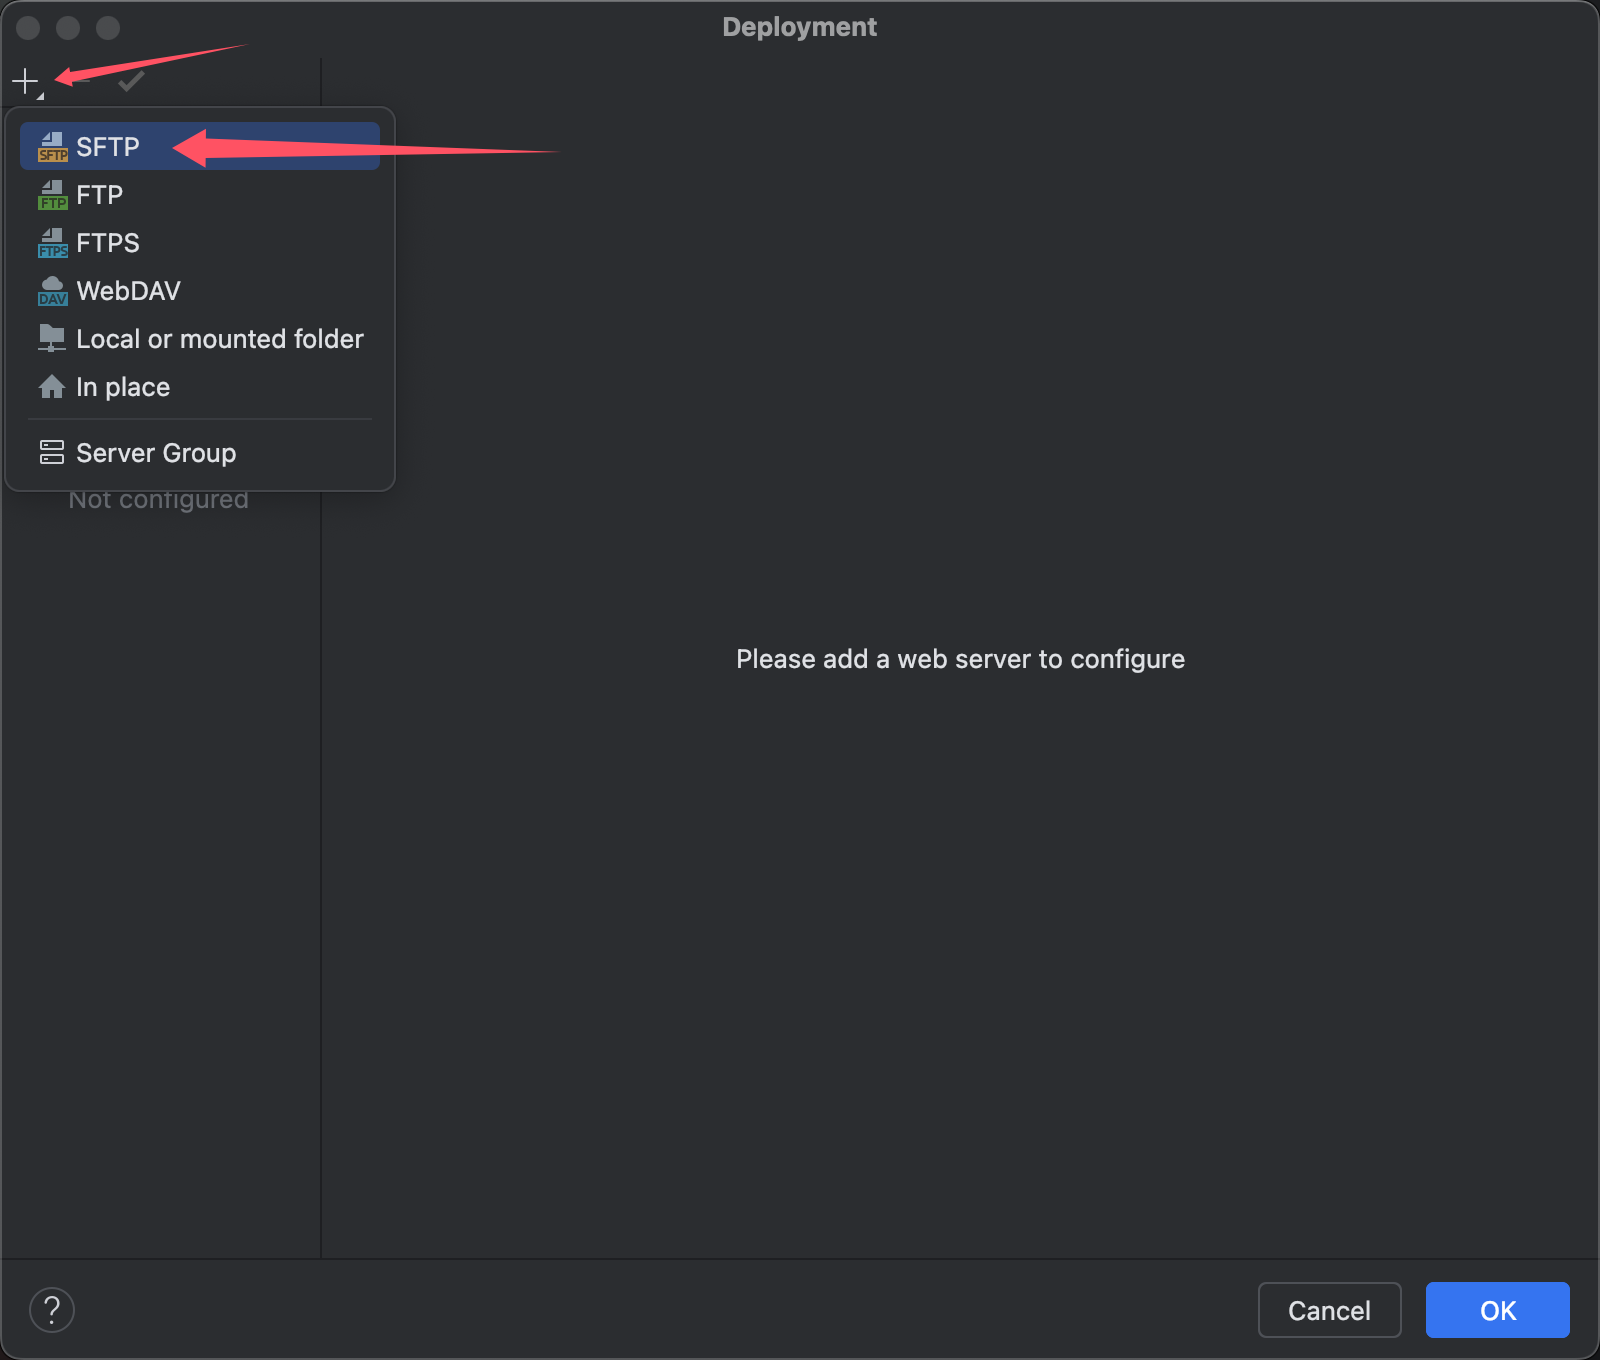 Deployment
SFTP SFTP
FTP FTP
FTPS FTPS
DAV WebDAV
Local or mounted folder
In place
Server Group
Not configured
Please add a web server to configure
?
Cancel
OK